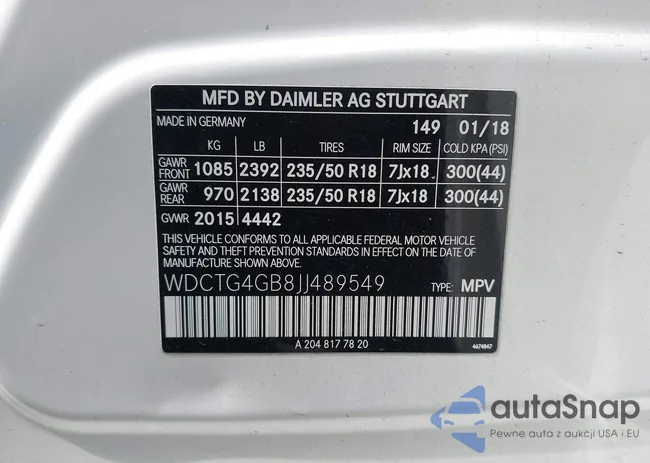 MFD BY DAIMLER AG STUTTGART
MADE IN GERMANY 149 01/18
KG LB TIRES RIM SIZE COLD KPA (PSI)
GAWR FRONT 1085 2392 235/50 R18 7Jx18 300(44)
GAWR REAR 970 2138 235/50 R18 7Jx18 300(44)
GVWR 2015 4442
THIS VEHICLE CONFORMS TO ALL APPLICABLE FEDERAL MOTOR VEHICLE
SAFETY AND THEFT PREVENTION STANDARDS IN EFFECT ON THE DATE OF
MANUFACTURE SHOWN ABOVE.
WDCTG4GB8JJ489549 TYPE: MPV
A 204 817 78 20 4674847
autaSnap
Pewne auta z aukcji USA i EU